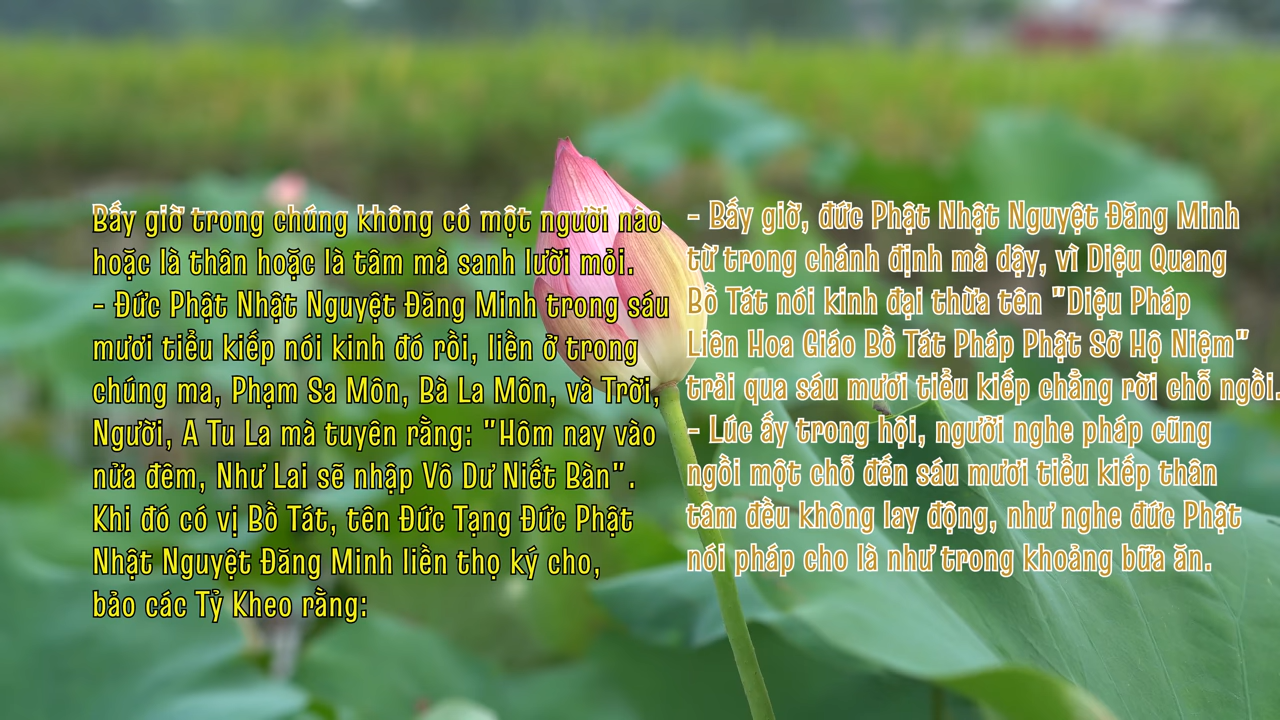 Bấy giờ trong chúng không có một người nào
hoặc là thân hoặc là tâm mà sanh lười mỏi.
- Đức Phật Nhật Nguyệt Đăng Minh trong sáu
mươi tiểu kiếp nói kinh đó rồi, liền ở trong
chúng ma, Phạm Sa Môn, Bà La Môn, và Trời,
Người, A Tu La mà tuyên rằng: "Hôm nay vào
nửa đêm, Như Lai sẽ nhập Vô Dư Niết Bàn".
Khi đó có vị Bồ Tát, tên Đức Tạng Đức Phật
Nhật Nguyệt Đăng Minh liền thọ ký cho,
bảo các Tỷ Kheo rằng:
- Bấy giờ, đức Phật Nhật Nguyệt Đăng Minh
từ trong chánh định mà dậy, vì Diệu Quang
Bồ Tát nói kinh đại thừa tên "Diệu Pháp
Liên Hoa Giáo Bồ Tát Pháp Phật Sở Hộ Niệm"
trải qua sáu mươi tiểu kiếp chẳng rời chỗ ngồi.
- Lúc ấy trong hội, người nghe pháp cũng
ngồi một chỗ đến sáu mươi tiểu kiếp thân
tâm đều không lay động, như nghe đức Phật
nói pháp cho là như trong khoảng bữa ăn.